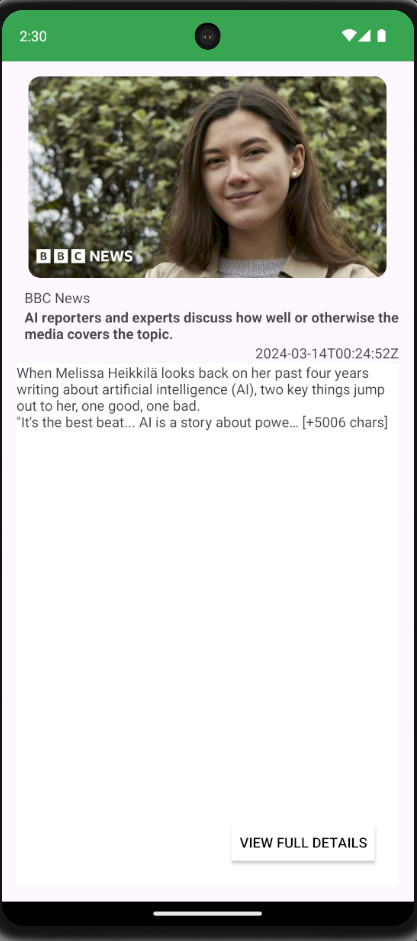 2:30
BBC NEWS
BBC News
AI reporters and experts discuss how well or otherwise the
media covers the topic.
2024-03-14T00:24:52Z
When Melissa Heikkilä looks back on her past four years
writing about artificial intelligence (AI), two key things jump
out to her, one good, one bad.
"It's the best beat... AI is a story about powe… [+5006 chars]
VIEW FULL DETAILS